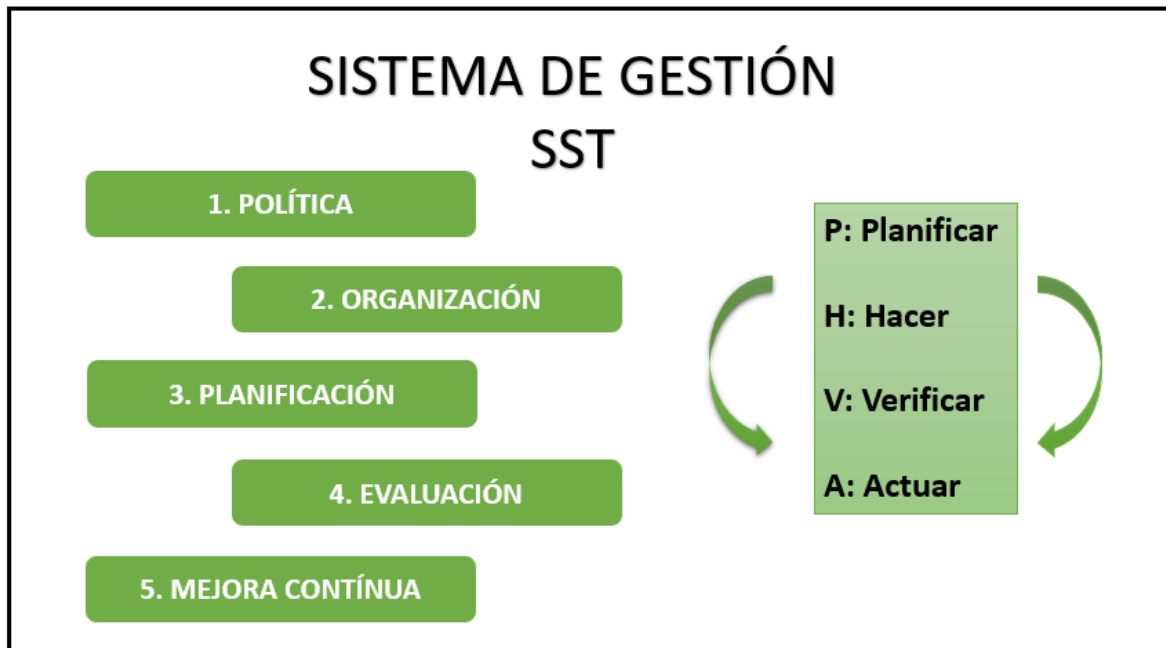 SISTEMA DE GESTIÓN
SST
1. POLÍTICA
2. ORGANIZACIÓN
3. PLANIFICACIÓN
4. EVALUACIÓN
5. MEJORA CONTÍNUA
P: Planificar
H: Hacer
V: Verificar
A: Actuar